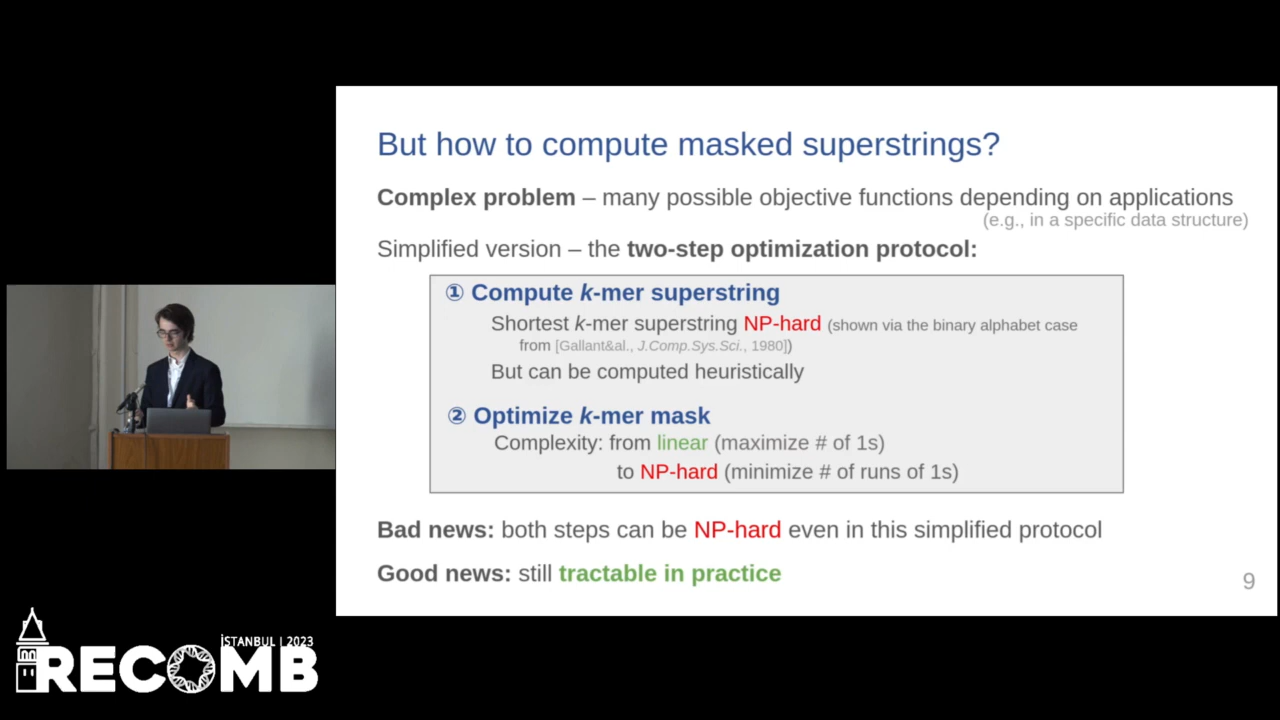 But how to compute masked superstrings?
Complex problem – many possible objective functions depending on applications
(e.g., in a specific data structure)
Simplified version – the two-step optimization protocol:
① Compute k-mer superstring
Shortest k-mer superstring NP-hard (shown via the binary alphabet case
from [Gallant&al., J.Comp.Sys.Sci., 1980])
But can be computed heuristically
② Optimize k-mer mask
Complexity: from linear (maximize # of 1s)
to NP-hard (minimize # of runs of 1s)
Bad news: both steps can be NP-hard even in this simplified protocol
Good news: still tractable in practice
9
İSTANBUL | 2023
RECOMB